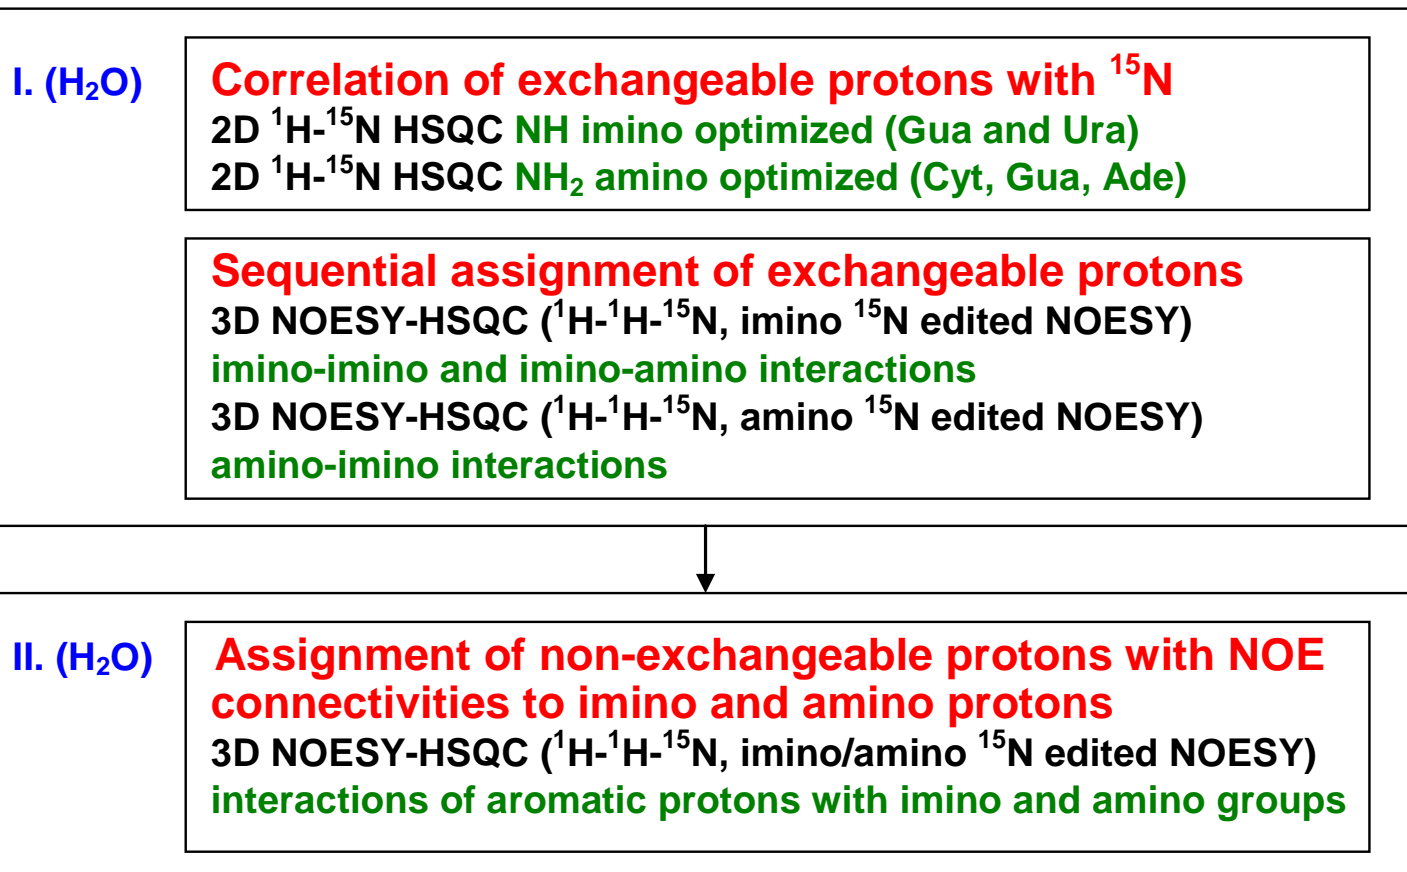 I. (H₂O)
Correlation of exchangeable protons with ¹⁵N
2D ¹H-¹⁵N HSQC NH imino optimized (Gua and Ura)
2D ¹H-¹⁵N HSQC NH₂ amino optimized (Cyt, Gua, Ade)
Sequential assignment of exchangeable protons
3D NOESY-HSQC (¹H-¹H-¹⁵N, imino ¹⁵N edited NOESY)
imino-imino and imino-amino interactions
3D NOESY-HSQC (¹H-¹H-¹⁵N, amino ¹⁵N edited NOESY)
amino-imino interactions
II. (H₂O)
Assignment of non-exchangeable protons with NOE
connectivities to imino and amino protons
3D NOESY-HSQC (¹H-¹H-¹⁵N, imino/amino ¹⁵N edited NOESY)
interactions of aromatic protons with imino and amino groups